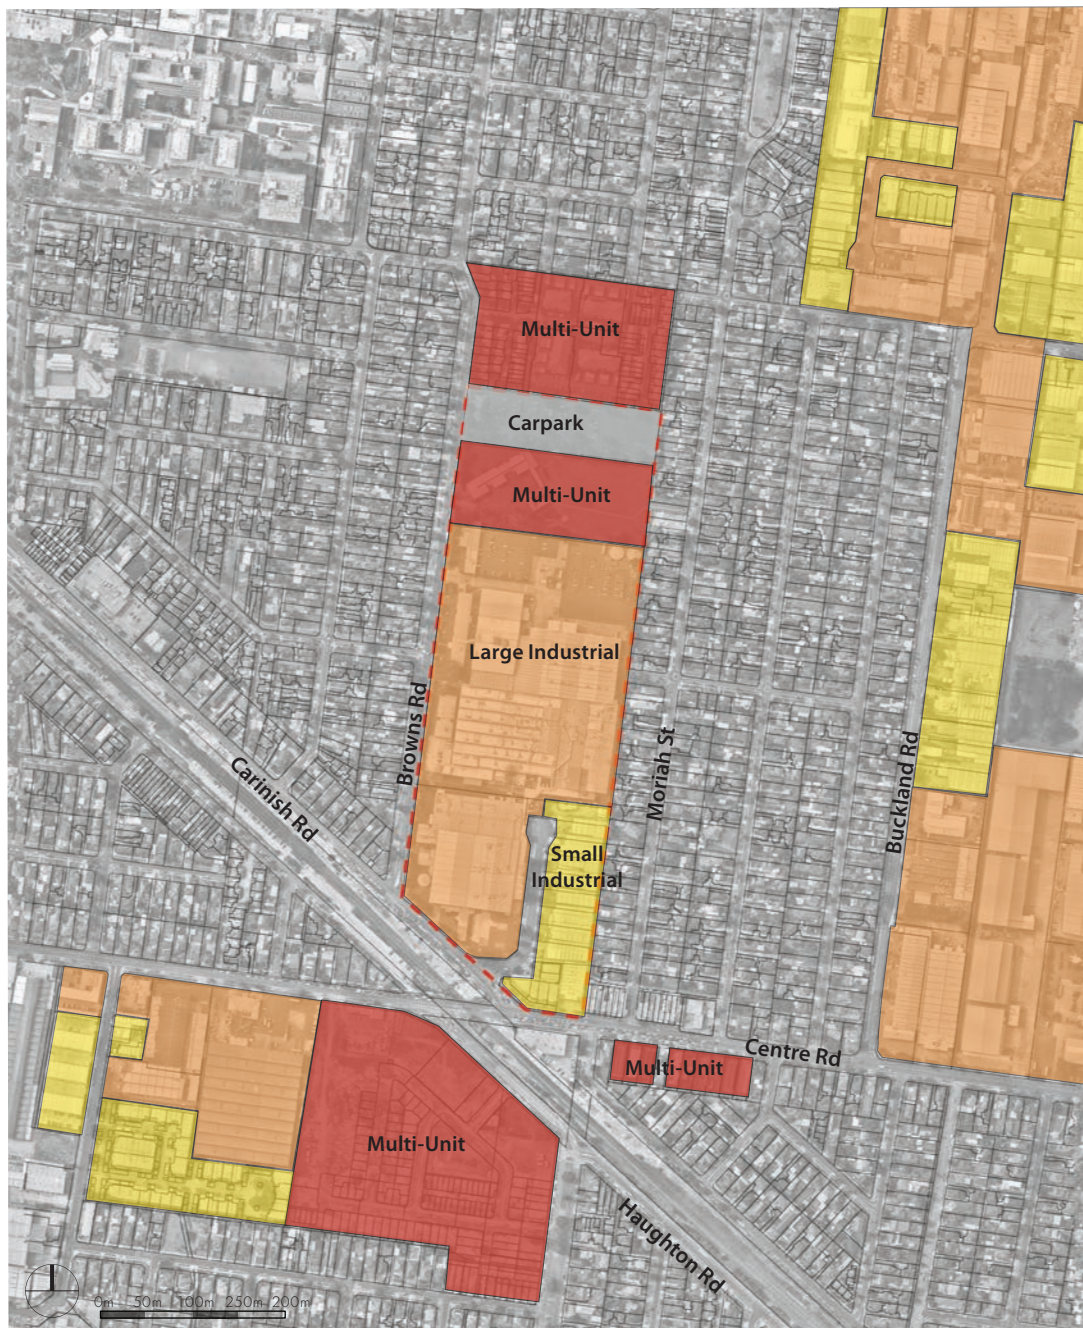 Multi-Unit
Carpark
Multi-Unit
Large Industrial
Browns Rd
Moriah St
Buckland Rd
Carinish Rd
Small
Industrial
Centre Rd
Multi-Unit
Multi-Unit
Haughton Rd
0m 50m 100m 250m 200m